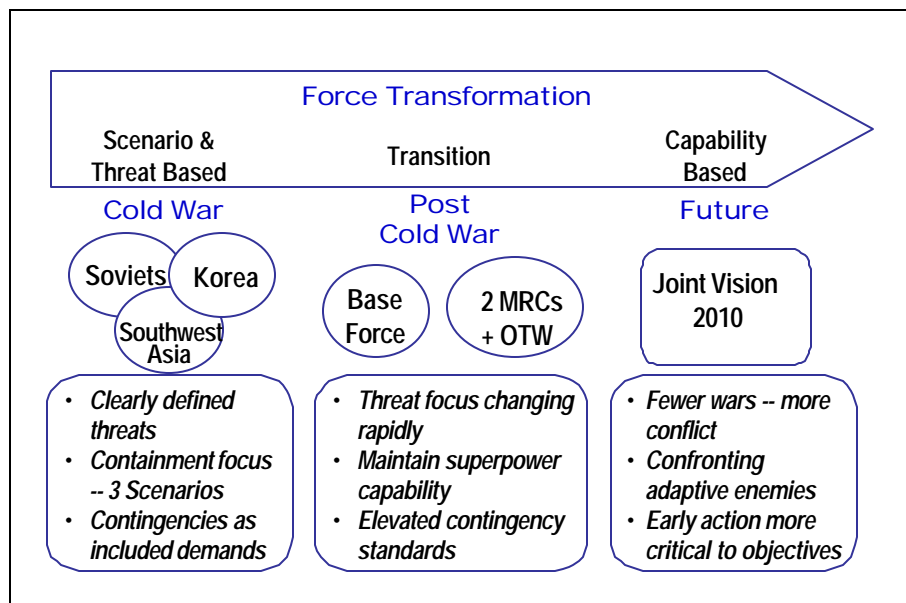 Force Transformation
Scenario &
Threat Based
Transition
Capability
Based
Cold War
Post
Cold War
Future
Soviets
Korea
Southwest
Asia
Base
Force
2 MRCs
+ OTW
Joint Vision
2010
• Clearly defined
threats
• Containment focus
-- 3 Scenarios
• Contingencies as
included demands
• Threat focus changing
rapidly
• Maintain superpower
capability
• Elevated contingency
standards
• Fewer wars -- more
conflict
• Confronting
adaptive enemies
• Early action more
critical to objectives